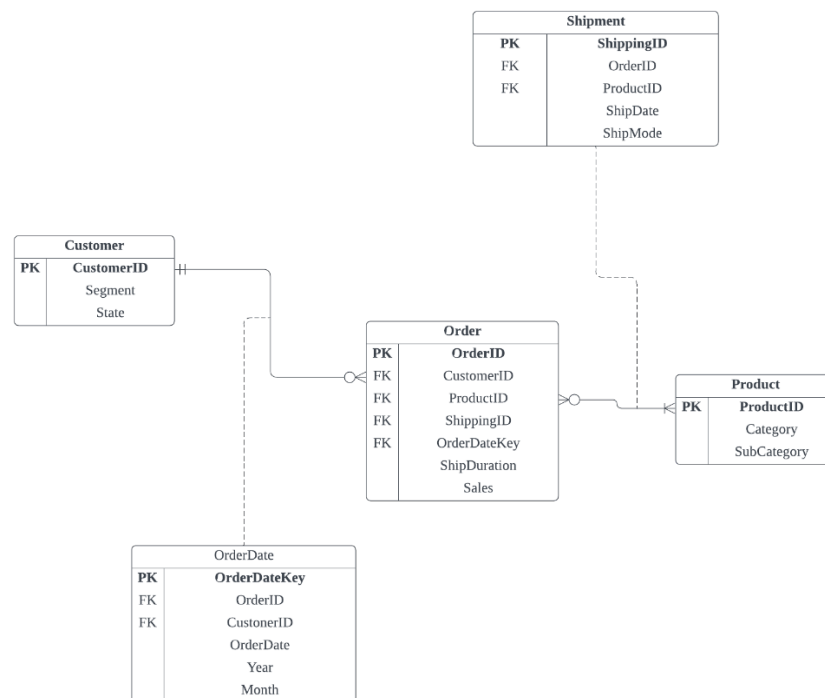 Shipment
PK ShippingID
FK OrderID
FK ProductID
ShipDate
ShipMode
Customer
PK CustomerID
Segment
State
Order
PK OrderID
FK CustomerID
FK ProductID
FK ShippingID
FK OrderDateKey
ShipDuration
Sales
Product
PK ProductID
Category
SubCategory
OrderDate
PK OrderDateKey
FK OrderID
FK CustonerID
OrderDate
Year
Month